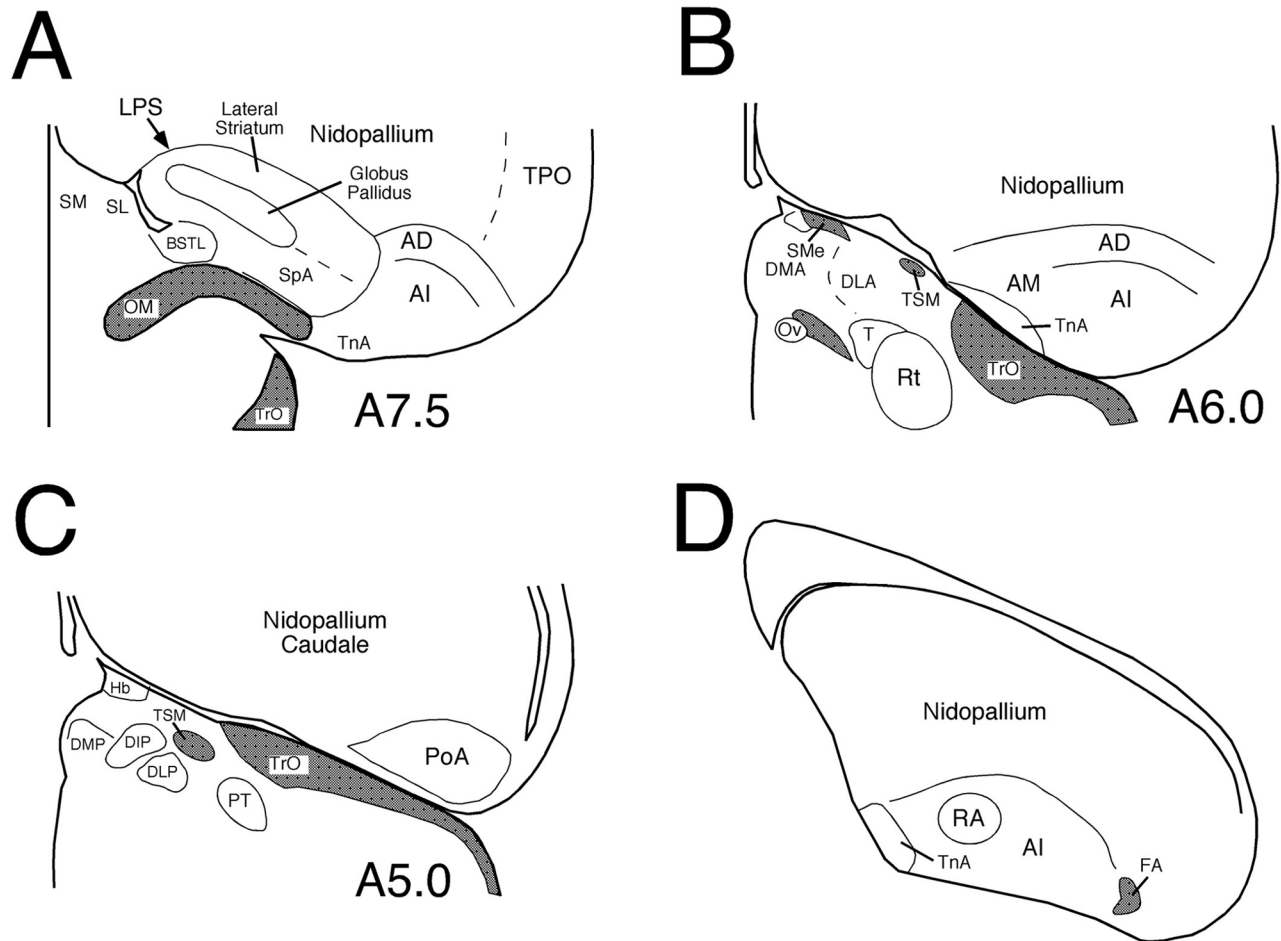 A
LPS
Lateral
Striatum
Nidopallium
Globus
Pallidus
TPO
SM
SL
BSTL
AD
SpA
AI
OM
TnA
TrO
A7.5
B
Nidopallium
SMe
AD
DMA
DLA
AM
AI
TSM
TnA
Ov
T
Rt
TrO
A6.0
C
Nidopallium
Caudale
Hb
TSM
DMP
DIP
TrO
PoA
DLP
PT
A5.0
D
Nidopallium
RA
AI
TnA
FA